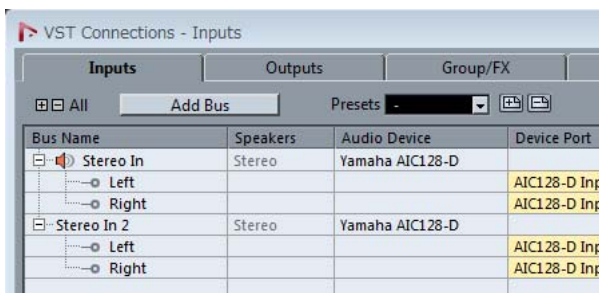 VST Connections - Inputs
Inputs Outputs Group/FX
All Add Bus Presets -
Bus Name Speakers Audio Device Device Port
Stereo In Stereo Yamaha AIC128-D
Left AIC128-D Inp
Right AIC128-D Inp
Stereo In 2 Stereo Yamaha AIC128-D
Left AIC128-D Inp
Right AIC128-D Inp